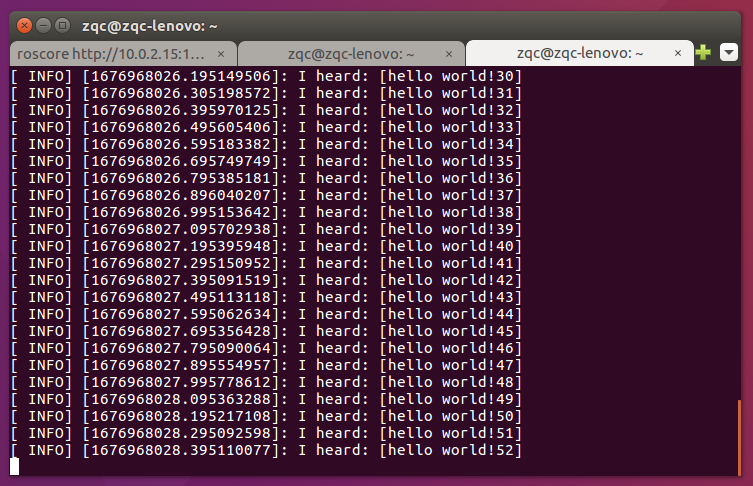 zqc@zqc-lenovo: ~
roscore http://10.0.2.15:1... × zqc@zqc-lenovo: ~ × zqc@zqc-lenovo: ~ ×
[ INFO] [1676968026.195149506]: I heard: [hello world!30]
[ INFO] [1676968026.305198572]: I heard: [hello world!31]
[ INFO] [1676968026.395970125]: I heard: [hello world!32]
[ INFO] [1676968026.495605406]: I heard: [hello world!33]
[ INFO] [1676968026.595183382]: I heard: [hello world!34]
[ INFO] [1676968026.695749749]: I heard: [hello world!35]
[ INFO] [1676968026.795385181]: I heard: [hello world!36]
[ INFO] [1676968026.896040207]: I heard: [hello world!37]
[ INFO] [1676968026.995153642]: I heard: [hello world!38]
[ INFO] [1676968027.095702938]: I heard: [hello world!39]
[ INFO] [1676968027.195395948]: I heard: [hello world!40]
[ INFO] [1676968027.295150952]: I heard: [hello world!41]
[ INFO] [1676968027.395091519]: I heard: [hello world!42]
[ INFO] [1676968027.495113118]: I heard: [hello world!43]
[ INFO] [1676968027.595062634]: I heard: [hello world!44]
[ INFO] [1676968027.695356428]: I heard: [hello world!45]
[ INFO] [1676968027.795090064]: I heard: [hello world!46]
[ INFO] [1676968027.895554957]: I heard: [hello world!47]
[ INFO] [1676968027.995778612]: I heard: [hello world!48]
[ INFO] [1676968028.095363288]: I heard: [hello world!49]
[ INFO] [1676968028.195217108]: I heard: [hello world!50]
[ INFO] [1676968028.295092598]: I heard: [hello world!51]
[ INFO] [1676968028.395110077]: I heard: [hello world!52]